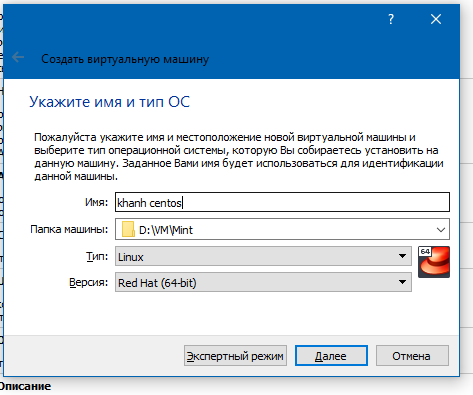 Создать виртуальную машину
Укажите имя и тип ОС
Пожалуйста укажите имя и местоположение новой виртуальной машины и
выберите тип операционной системы, которую Вы собираетесь установить на
данную машину. Заданное Вами имя будет использоваться для идентификации
данной машины.
Имя: khanh centos
Папка машины: D:\VM\Mint
Тип: Linux
64
Версия: Red Hat (64-bit)
Экспертный режим Далее Отмена
Описание